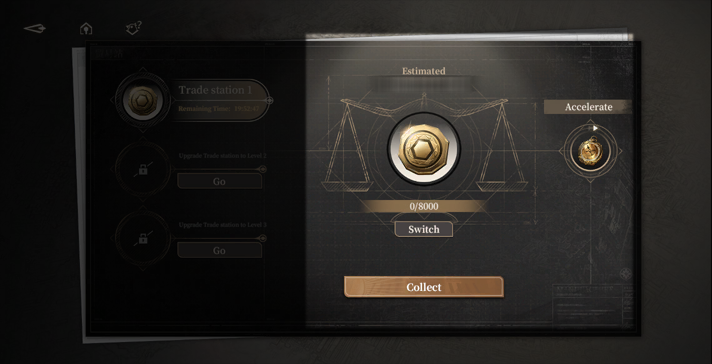 Trade station 1
Remaining Time:
Upgrade Trade station to Level 2
Go
Upgrade Trade station to Level 3
Go
Estimated
0/8000
Switch
Collect
Accelerate